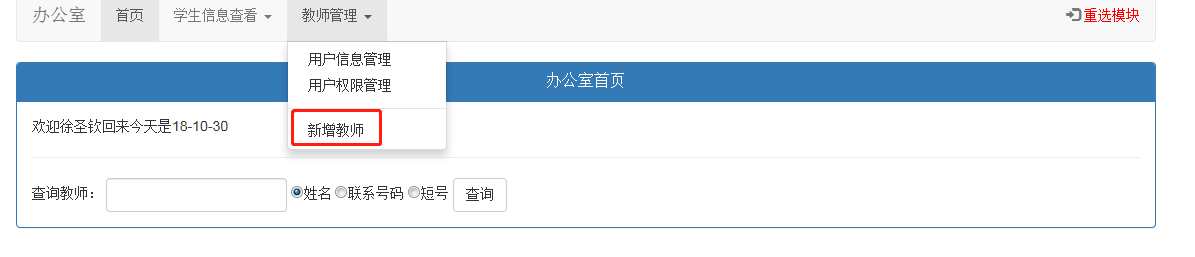 办公室 首页 学生信息查看 教师管理 重选模块
用户信息管理
用户权限管理
新增教师
办公室首页
欢迎徐圣钦回来今天是18-10-30
查询教师： 姓名 联系号码 短号 查询